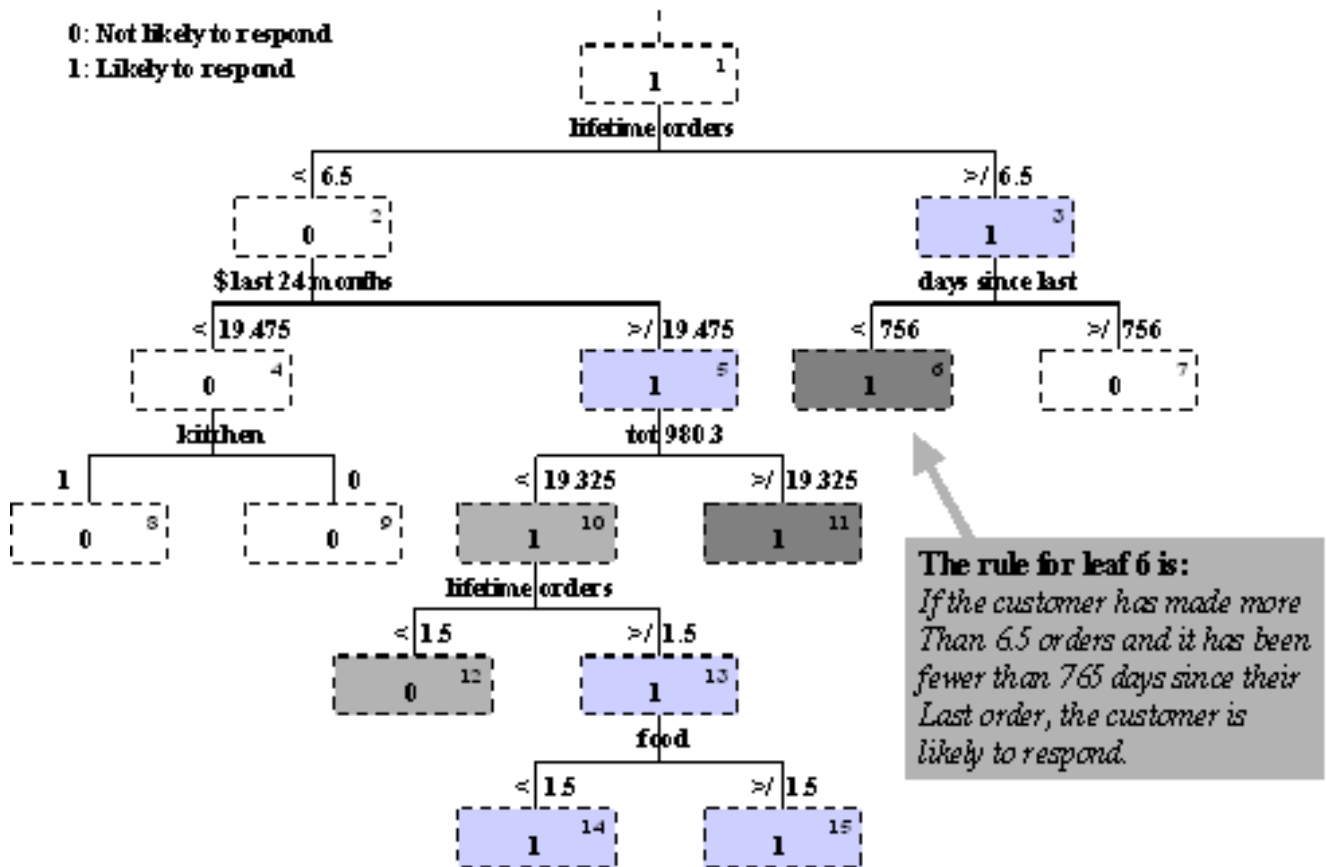 0: Not likely to respond
1: Likely to respond
1
1
lifetime orders
< 6.5
>/ 6.5
2
0
3
1
$last 24 months
days since last
< 19.475
>/ 19.475
< 756
>/ 756
4
0
5
1
6
1
7
0
kitchen
tot 980.3
1
0
< 19.325
>/ 19.325
8
0
9
0
10
1
11
1
The rule for leaf 6 is:
If the customer has made more
Than 6.5 orders and it has been
fewer than 765 days since their
Last order, the customer is
likely to respond.
lifetime orders
< 1.5
>/ 1.5
12
0
13
1
food
< 1.5
>/ 1.5
14
1
15
1